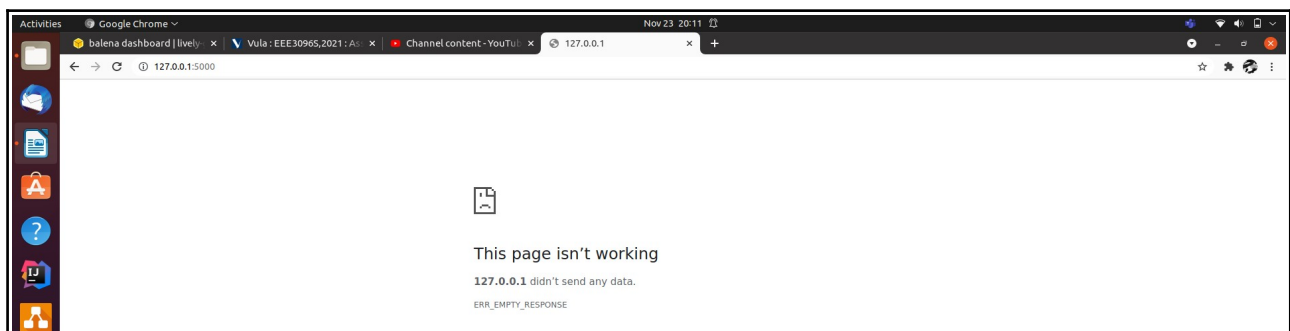 Activities
Google Chrome
Nov 23 20:11
balena dashboard | lively-
Vula : EEE3096S,2021 : As
Channel content - YouTub
127.0.0.1
127.0.0.1:5000
This page isn't working
127.0.0.1 didn't send any data.
ERR_EMPTY_RESPONSE
IJ